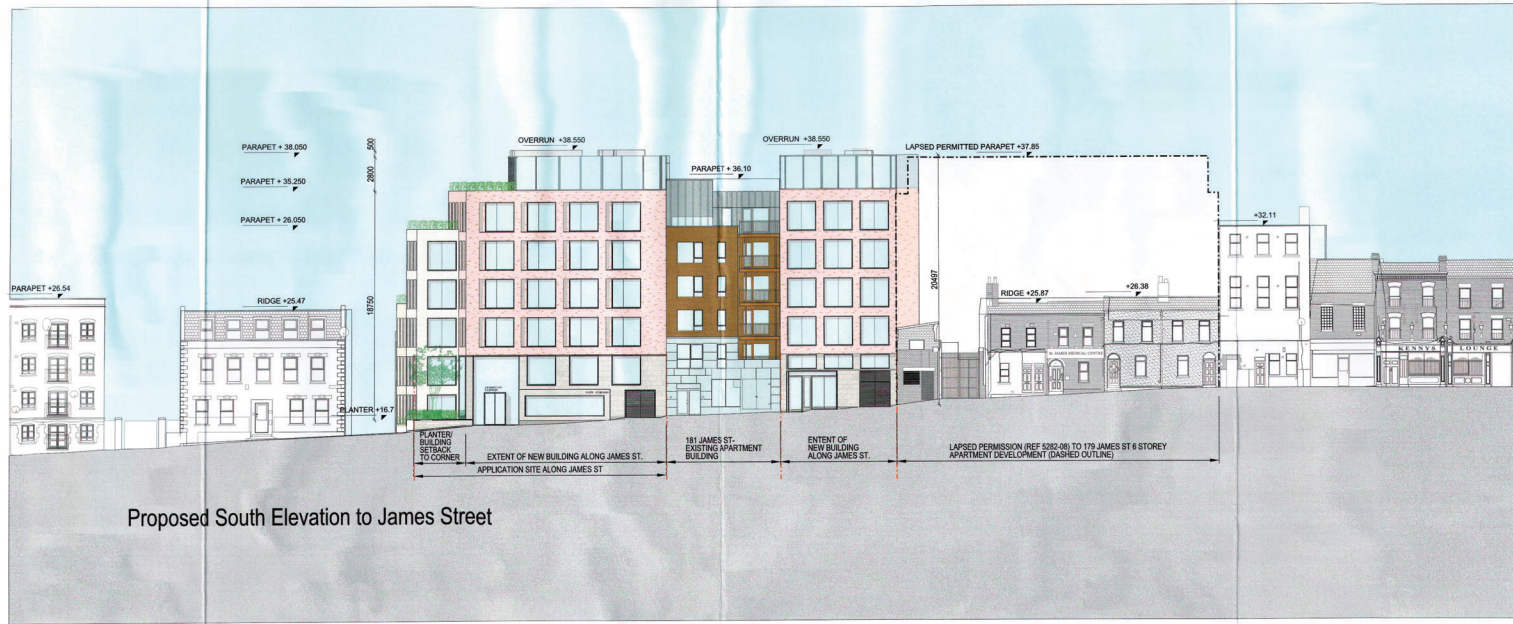 OVERRUN +38.550
OVERRUN +38.550
PARAPET + 38.050
500
LAPSED PERMITTED PARAPET +37.85
2800
PARAPET + 36.10
PARAPET + 35.250
PARAPET + 26.050
+32.11
PARAPET +26.54
RIDGE +25.47
18750
20497
RIDGE +25.87
+26.38
St. JAMES MEDICAL CENTRE
KENNYS LOUNGE
PLANTER +16.7
PLANTER/
BUILDING
SETBACK
TO CORNER
EXTENT OF NEW BUILDING ALONG JAMES ST.
APPLICATION SITE ALONG JAMES ST
181 JAMES ST-
EXISTING APARTMENT
BUILDING
ENTENT OF
NEW BUILDING
ALONG JAMES ST.
LAPSED PERMISSION (REF 5282-08) TO 179 JAMES ST 6 STOREY
APARTMENT DEVELOPMENT (DASHED OUTLINE)
Proposed South Elevation to James Street